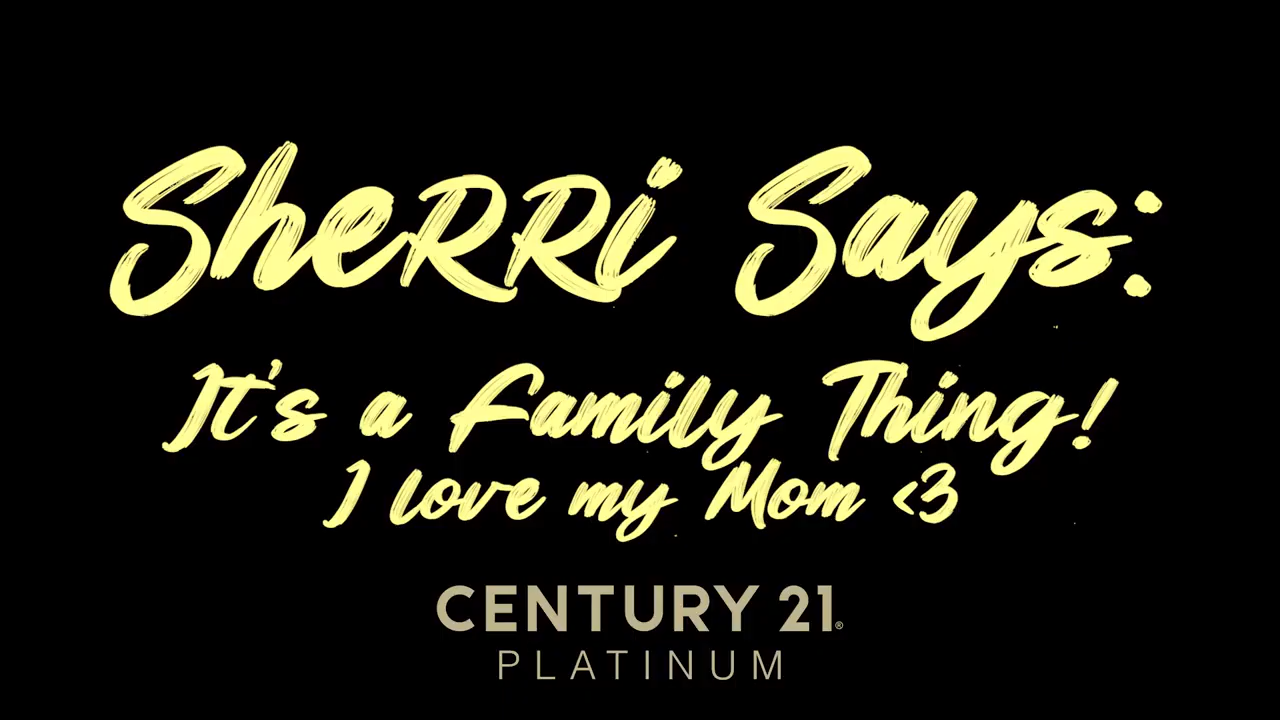 Sherri Says:
It's a Family Thing!
I love my Mom <3
CENTURY 21®
PLATINUM